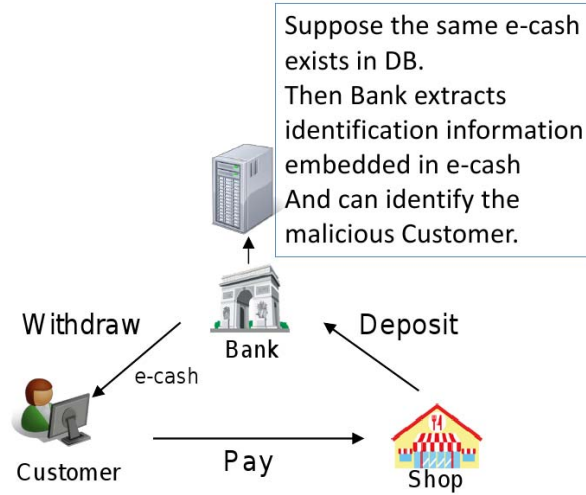 Suppose the same e-cash
exists in DB.
Then Bank extracts
identification information
embedded in e-cash
And can identify the
malicious Customer.
Withdraw
Deposit
Bank
e-cash
Customer
Pay
Shop